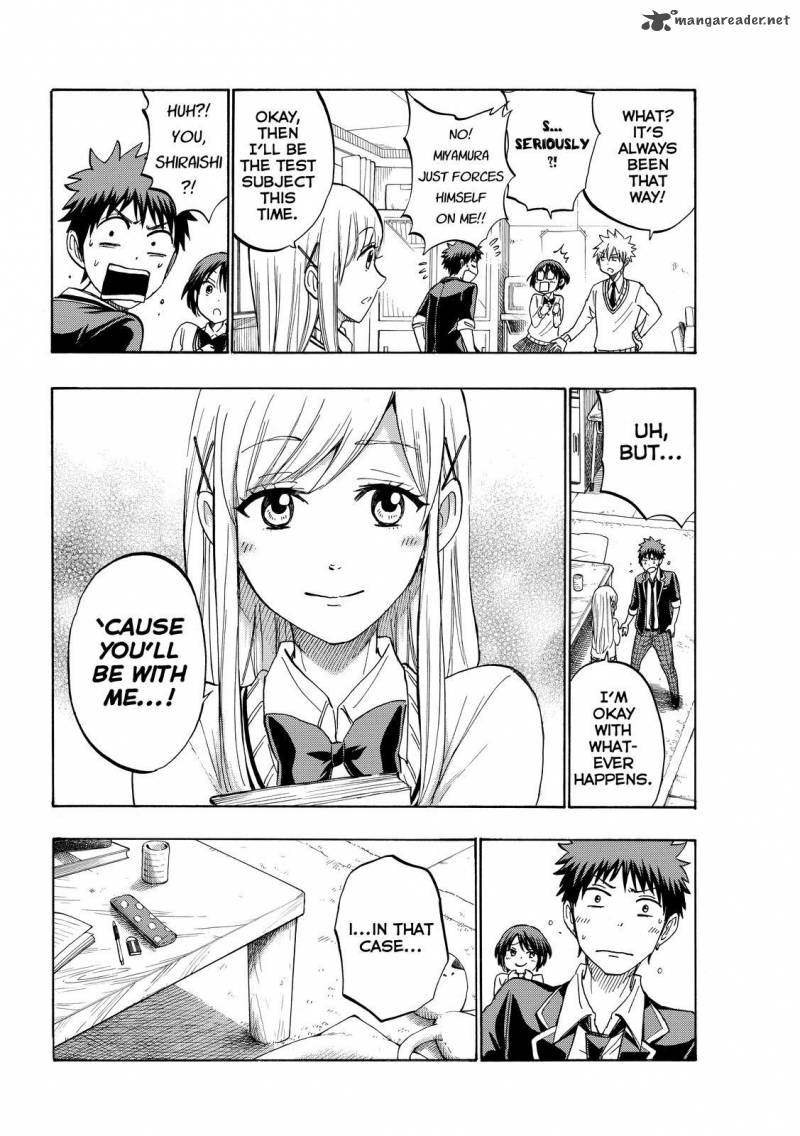 mangareader.net
WHAT?
IT'S
ALWAYS
BEEN
THAT
WAY!
S...
SERIOUSLY
?!
NO!
MIYAMURA
JUST FORCES
HIMSELF
ON ME!!
OKAY,
THEN
I'LL BE
THE TEST
SUBJECT
THIS
TIME.
HUH?!
YOU,
SHIRAISHI
?!
UH,
BUT...
I'M
OKAY
WITH
WHAT-
EVER
HAPPENS.
'CAUSE
YOU'LL
BE WITH
ME...!
I...IN THAT
CASE...